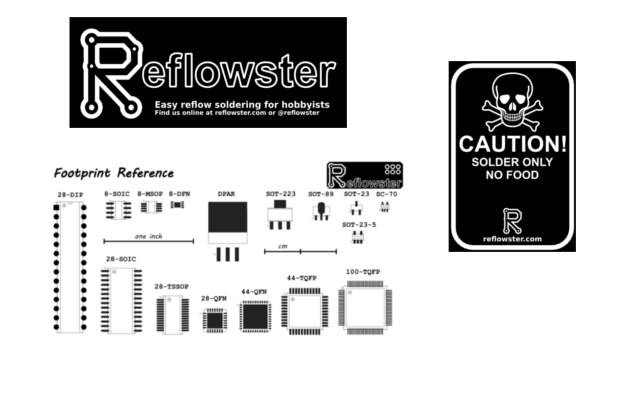 Reflowster
Easy reflow soldering for hobbyists
Find us online at reflowster.com or @reflowster
CAUTION!
SOLDER ONLY
NO FOOD
reflowster.com
Footprint Reference
Reflowster
28-DIP 8-SOIC 8-MSOP 8-DFN DPAK SOT-223 SOT-89 SOT-23 SC-70
SOT-23-5
one inch
cm
28-SOIC
28-TSSOP
28-QFN
44-QFN
44-TQFP
100-TQFP